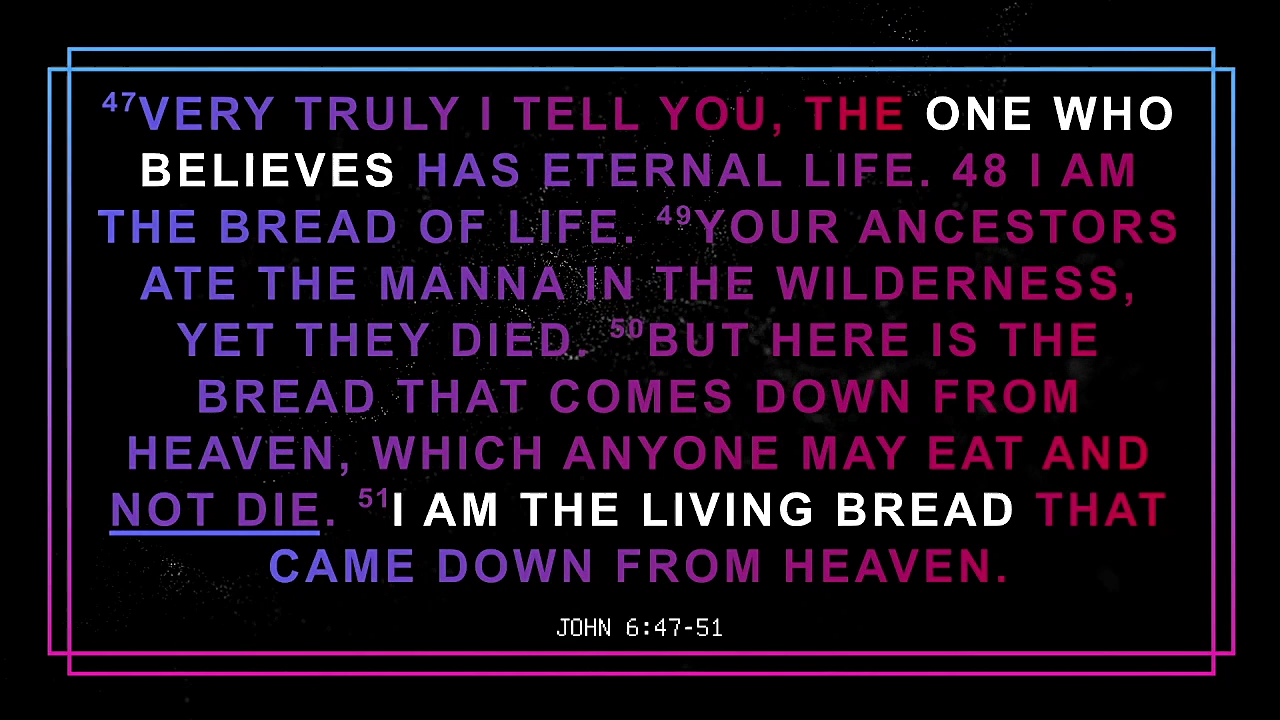 47VERY TRULY I TELL YOU, THE ONE WHO
BELIEVES HAS ETERNAL LIFE. 48 I AM
THE BREAD OF LIFE. 49YOUR ANCESTORS
ATE THE MANNA IN THE WILDERNESS,
YET THEY DIED. 50BUT HERE IS THE
BREAD THAT COMES DOWN FROM
HEAVEN, WHICH ANYONE MAY EAT AND
NOT DIE. 51I AM THE LIVING BREAD THAT
CAME DOWN FROM HEAVEN.
JOHN 6:47-51